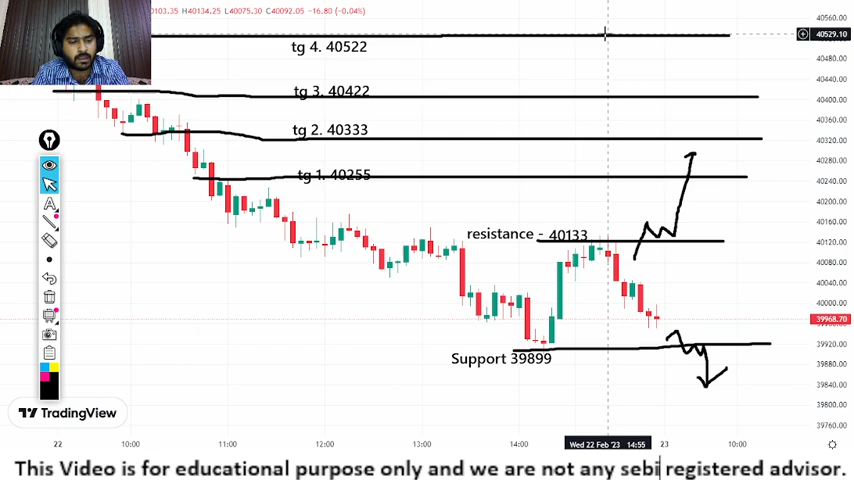 0103.35 H40134.25 L40075.30 C40092.05 −16.80 (−0.04%)
40560.00
40529.10
tg 4. 40522
40480.00
40440.00
tg 3. 40422
40400.00
40360.00
tg 2. 40333
40320.00
40280.00
tg 1. 40255
40240.00
40200.00
40160.00
resistance - 40133
40120.00
40080.00
40040.00
40000.00
39968.70
39920.00
Support 39899
39880.00
39840.00
39800.00
39760.00
TradingView
22 10:00 11:00 12:00 13:00 14:00 Wed 22 Feb '23 14:55 23 10:00
This Video is for educational purpose only and we are not any sebi registered advisor.